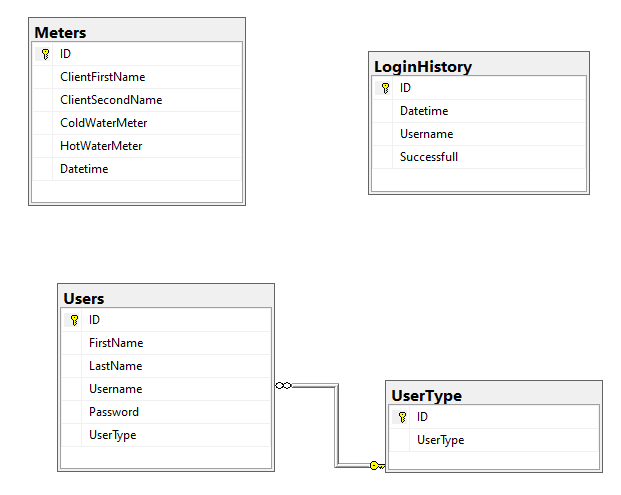 Meters
ID
ClientFirstName
ClientSecondName
ColdWaterMeter
HotWaterMeter
Datetime
LoginHistory
ID
Datetime
Username
Successfull
Users
ID
FirstName
LastName
Username
Password
UserType
UserType
ID
UserType